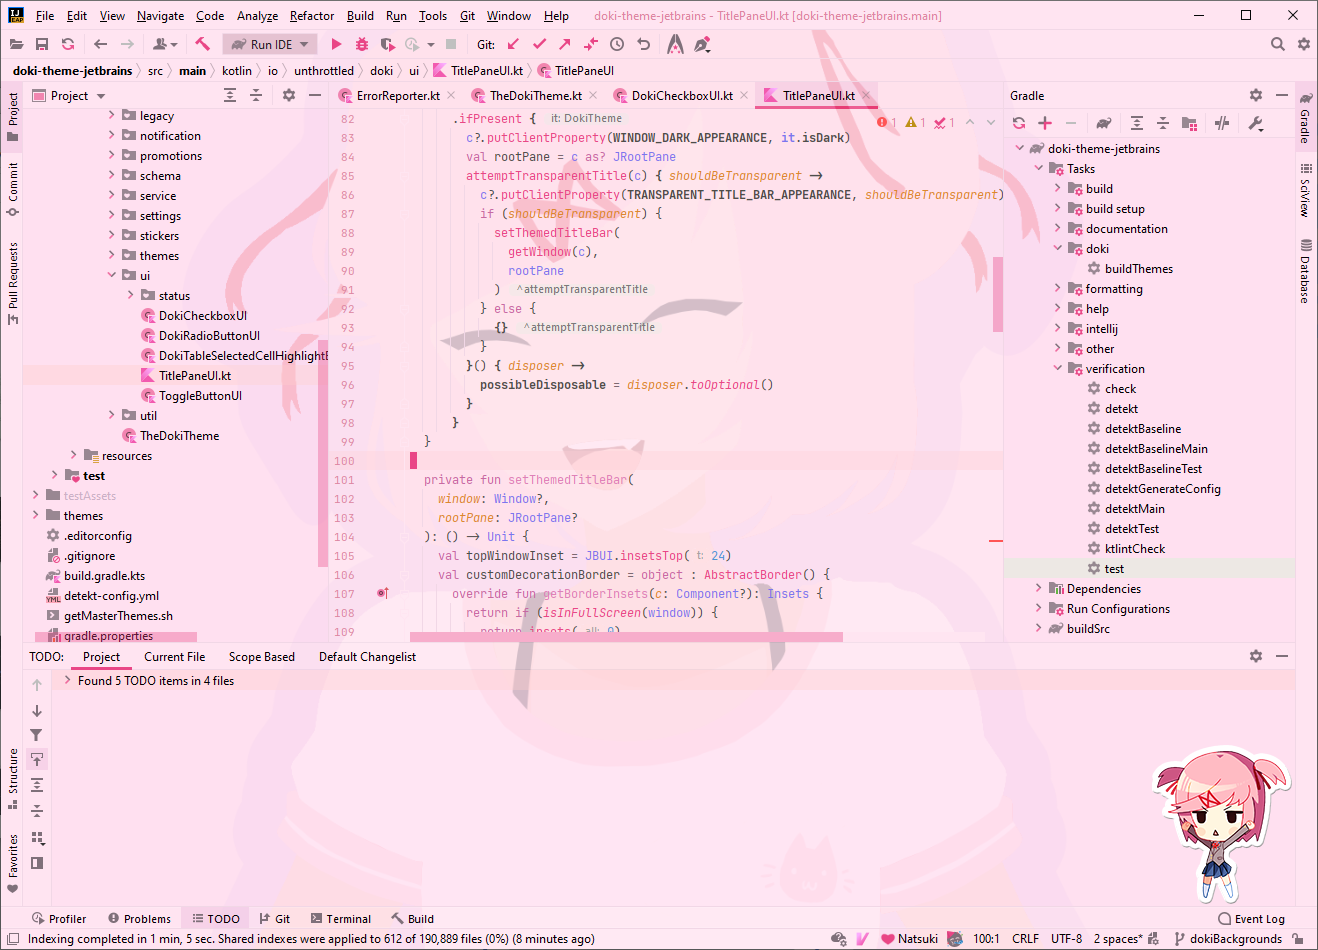 File Edit View Navigate Code Analyze Refactor Build Run Tools Git Window Help doki-theme-jetbrains - TitlePaneUI.kt [doki-theme-jetbrains.main]
Run IDE Git:
doki-theme-jetbrains src main kotlin io unthrottled doki ui TitlePaneUI.kt TitlePaneUI
Project
Commit
Pull Requests
Structure
Favorites
Project
legacy
notification
promotions
schema
service
settings
stickers
themes
ui
status
DokiCheckboxUI
DokiRadioButtonUI
DokiTableSelectedCellHighlightB
TitlePaneUI.kt
ToggleButtonUI
util
TheDokiTheme
resources
test
testAssets
themes
.editorconfig
.gitignore
build.gradle.kts
detekt-config.yml
getMasterThemes.sh
gradle.properties
ErrorReporter.kt TheDokiTheme.kt DokiCheckboxUI.kt TitlePaneUI.kt
1 1 1
82 .ifPresent { it: DokiTheme
83 c?.putClientProperty(WINDOW_DARK_APPEARANCE, it.isDark)
84 val rootPane = c as? JRootPane
85 attemptTransparentTitle(c) { shouldBeTransparent ->
86 c?.putClientProperty(TRANSPARENT_TITLE_BAR_APPEARANCE, shouldBeTransparent)
87 if (shouldBeTransparent) {
88 setThemedTitleBar(
89 getWindow(c),
90 rootPane
91 ) ^attemptTransparentTitle
92 } else {
93 {} ^attemptTransparentTitle
94 }
95 }() { disposer ->
96 possibleDisposable = disposer.toOptional()
97 }
98 }
99 }
100
101 private fun setThemedTitleBar(
102 window: Window?,
103 rootPane: JRootPane?
104 ): () -> Unit {
105 val topWindowInset = JBUI.insetsTop( t: 24)
106 val customDecorationBorder = object : AbstractBorder() {
107 override fun getBorderInsets(c: Component?): Insets {
108 return if (isInFullScreen(window)) {
109 return insets( all: 0)
Gradle
doki-theme-jetbrains
Tasks
build
build setup
documentation
doki
buildThemes
formatting
help
intellij
other
verification
check
detekt
detektBaseline
detektBaselineMain
detektBaselineTest
detektGenerateConfig
detektMain
detektTest
ktlintCheck
test
Dependencies
Run Configurations
buildSrc
Gradle
SciView
Database
TODO: Project Current File Scope Based Default Changelist
Found 5 TODO items in 4 files
Profiler Problems TODO Git Terminal Build Event Log
Indexing completed in 1 min, 5 sec. Shared indexes were applied to 612 of 190,889 files (0%) (8 minutes ago) Natsuki 100:1 CRLF UTF-8 2 spaces* dokiBackgrounds